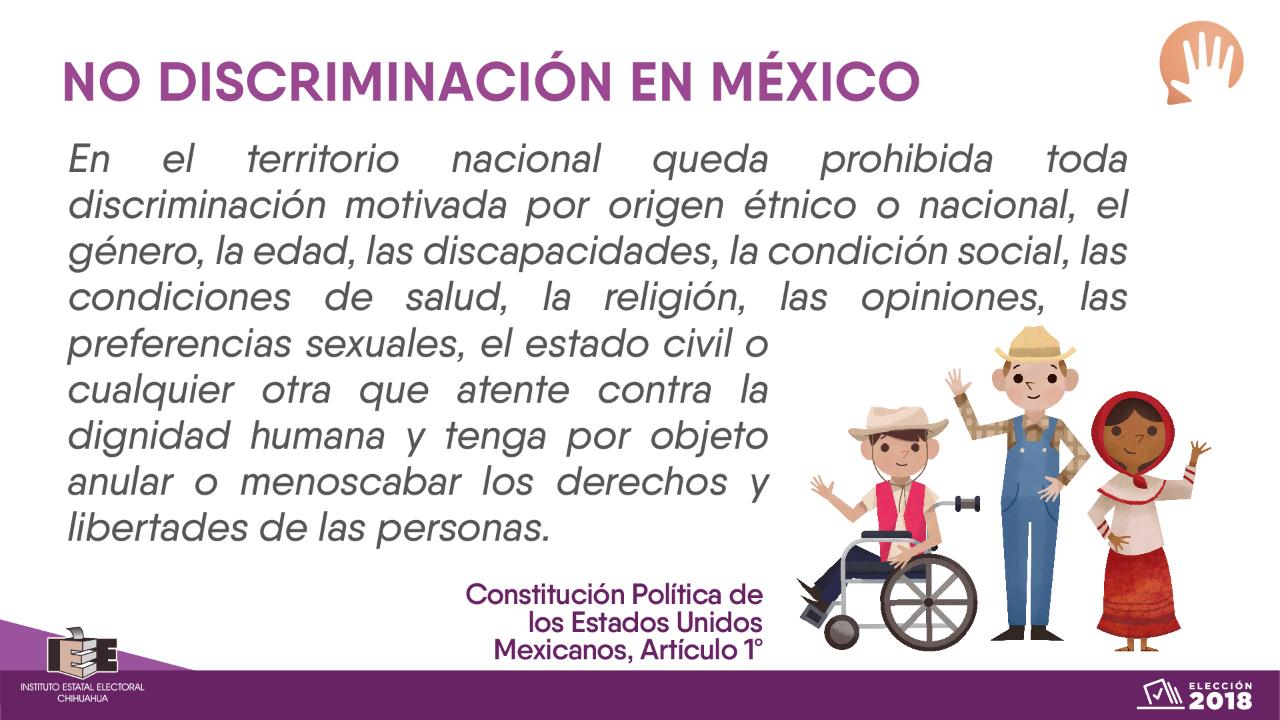 NO DISCRIMINACIÓN EN MÉXICO
En el territorio nacional queda prohibida toda
discriminación motivada por origen étnico o nacional, el
género, la edad, las discapacidades, la condición social, las
condiciones de salud, la religión, las opiniones, las
preferencias sexuales, el estado civil o
cualquier otra que atente contra la
dignidad humana y tenga por objeto
anular o menoscabar los derechos y
libertades de las personas.
Constitución Política de
los Estados Unidos
Mexicanos, Artículo 1°
IEE
INSTITUTO ESTATAL ELECTORAL
CHIHUAHUA
ELECCIÓN
2018